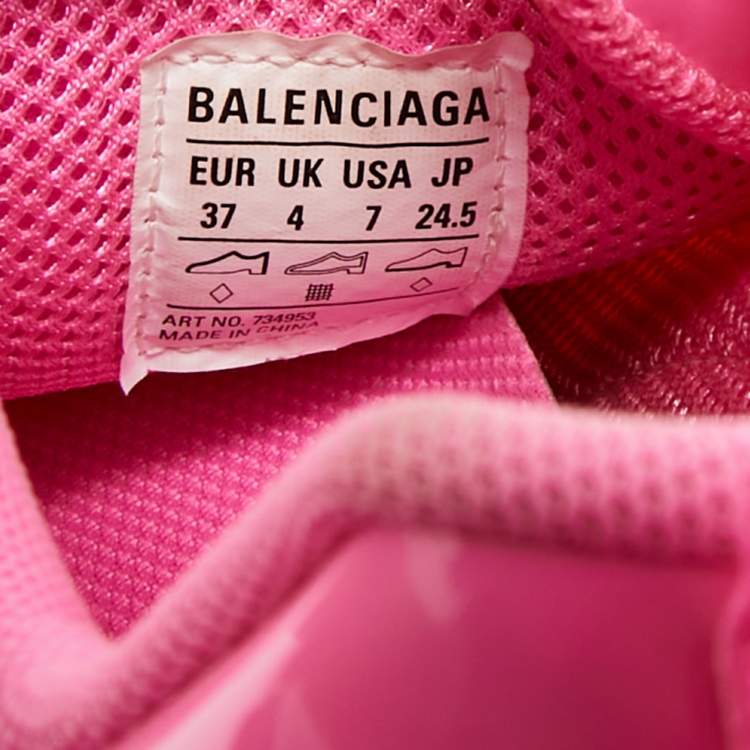 BALENCIAGA
EUR UK USA JP
37 4 7 24.5
ART NO. 734953
MADE IN CHINA